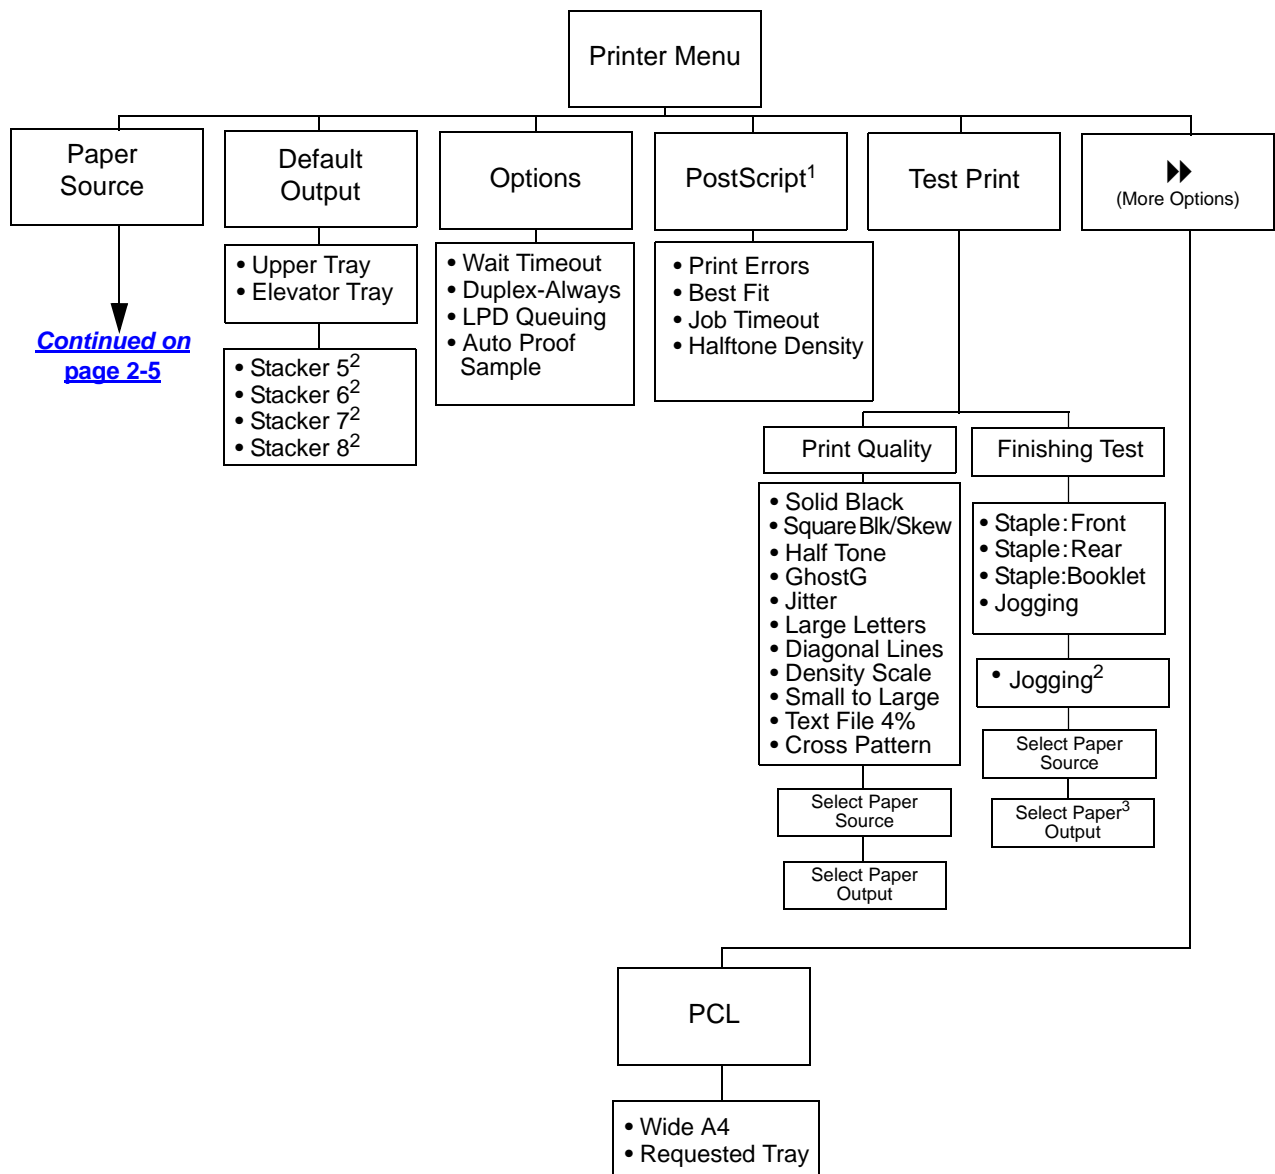 Printer Menu
Paper
Source
Default
Output
Options
PostScript1
Test Print
(More Options)
Continued on
page 2-5
• Upper Tray
• Elevator Tray
• Stacker 52
• Stacker 62
• Stacker 72
• Stacker 82
• Wait Timeout
• Duplex-Always
• LPD Queuing
• Auto Proof
Sample
• Print Errors
• Best Fit
• Job Timeout
• Halftone Density
Print Quality
• Solid Black
• Square Blk/Skew
• Half Tone
• GhostG
• Jitter
• Large Letters
• Diagonal Lines
• Density Scale
• Small to Large
• Text File 4%
• Cross Pattern
Select Paper
Source
Select Paper
Output
Finishing Test
• Staple:Front
• Staple:Rear
• Staple:Booklet
• Jogging
• Jogging2
Select Paper
Source
Select Paper3
Output
PCL
• Wide A4
• Requested Tray